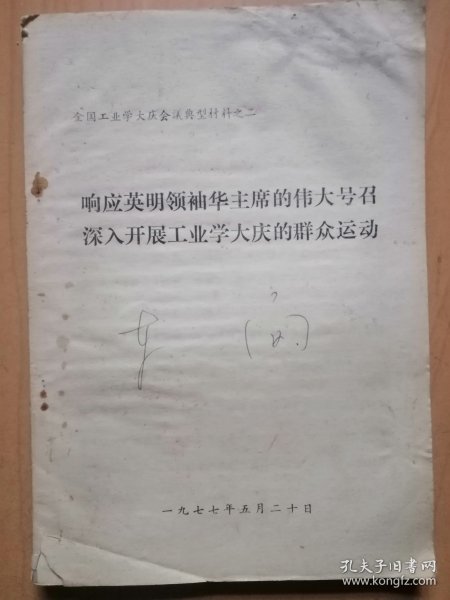 全国工业学大庆会议典型材料之二
响应英明领袖华主席的伟大号召
深入开展工业学大庆的群众运动
一九七七年五月二十日
孔夫子旧书网
www.kongfz.com